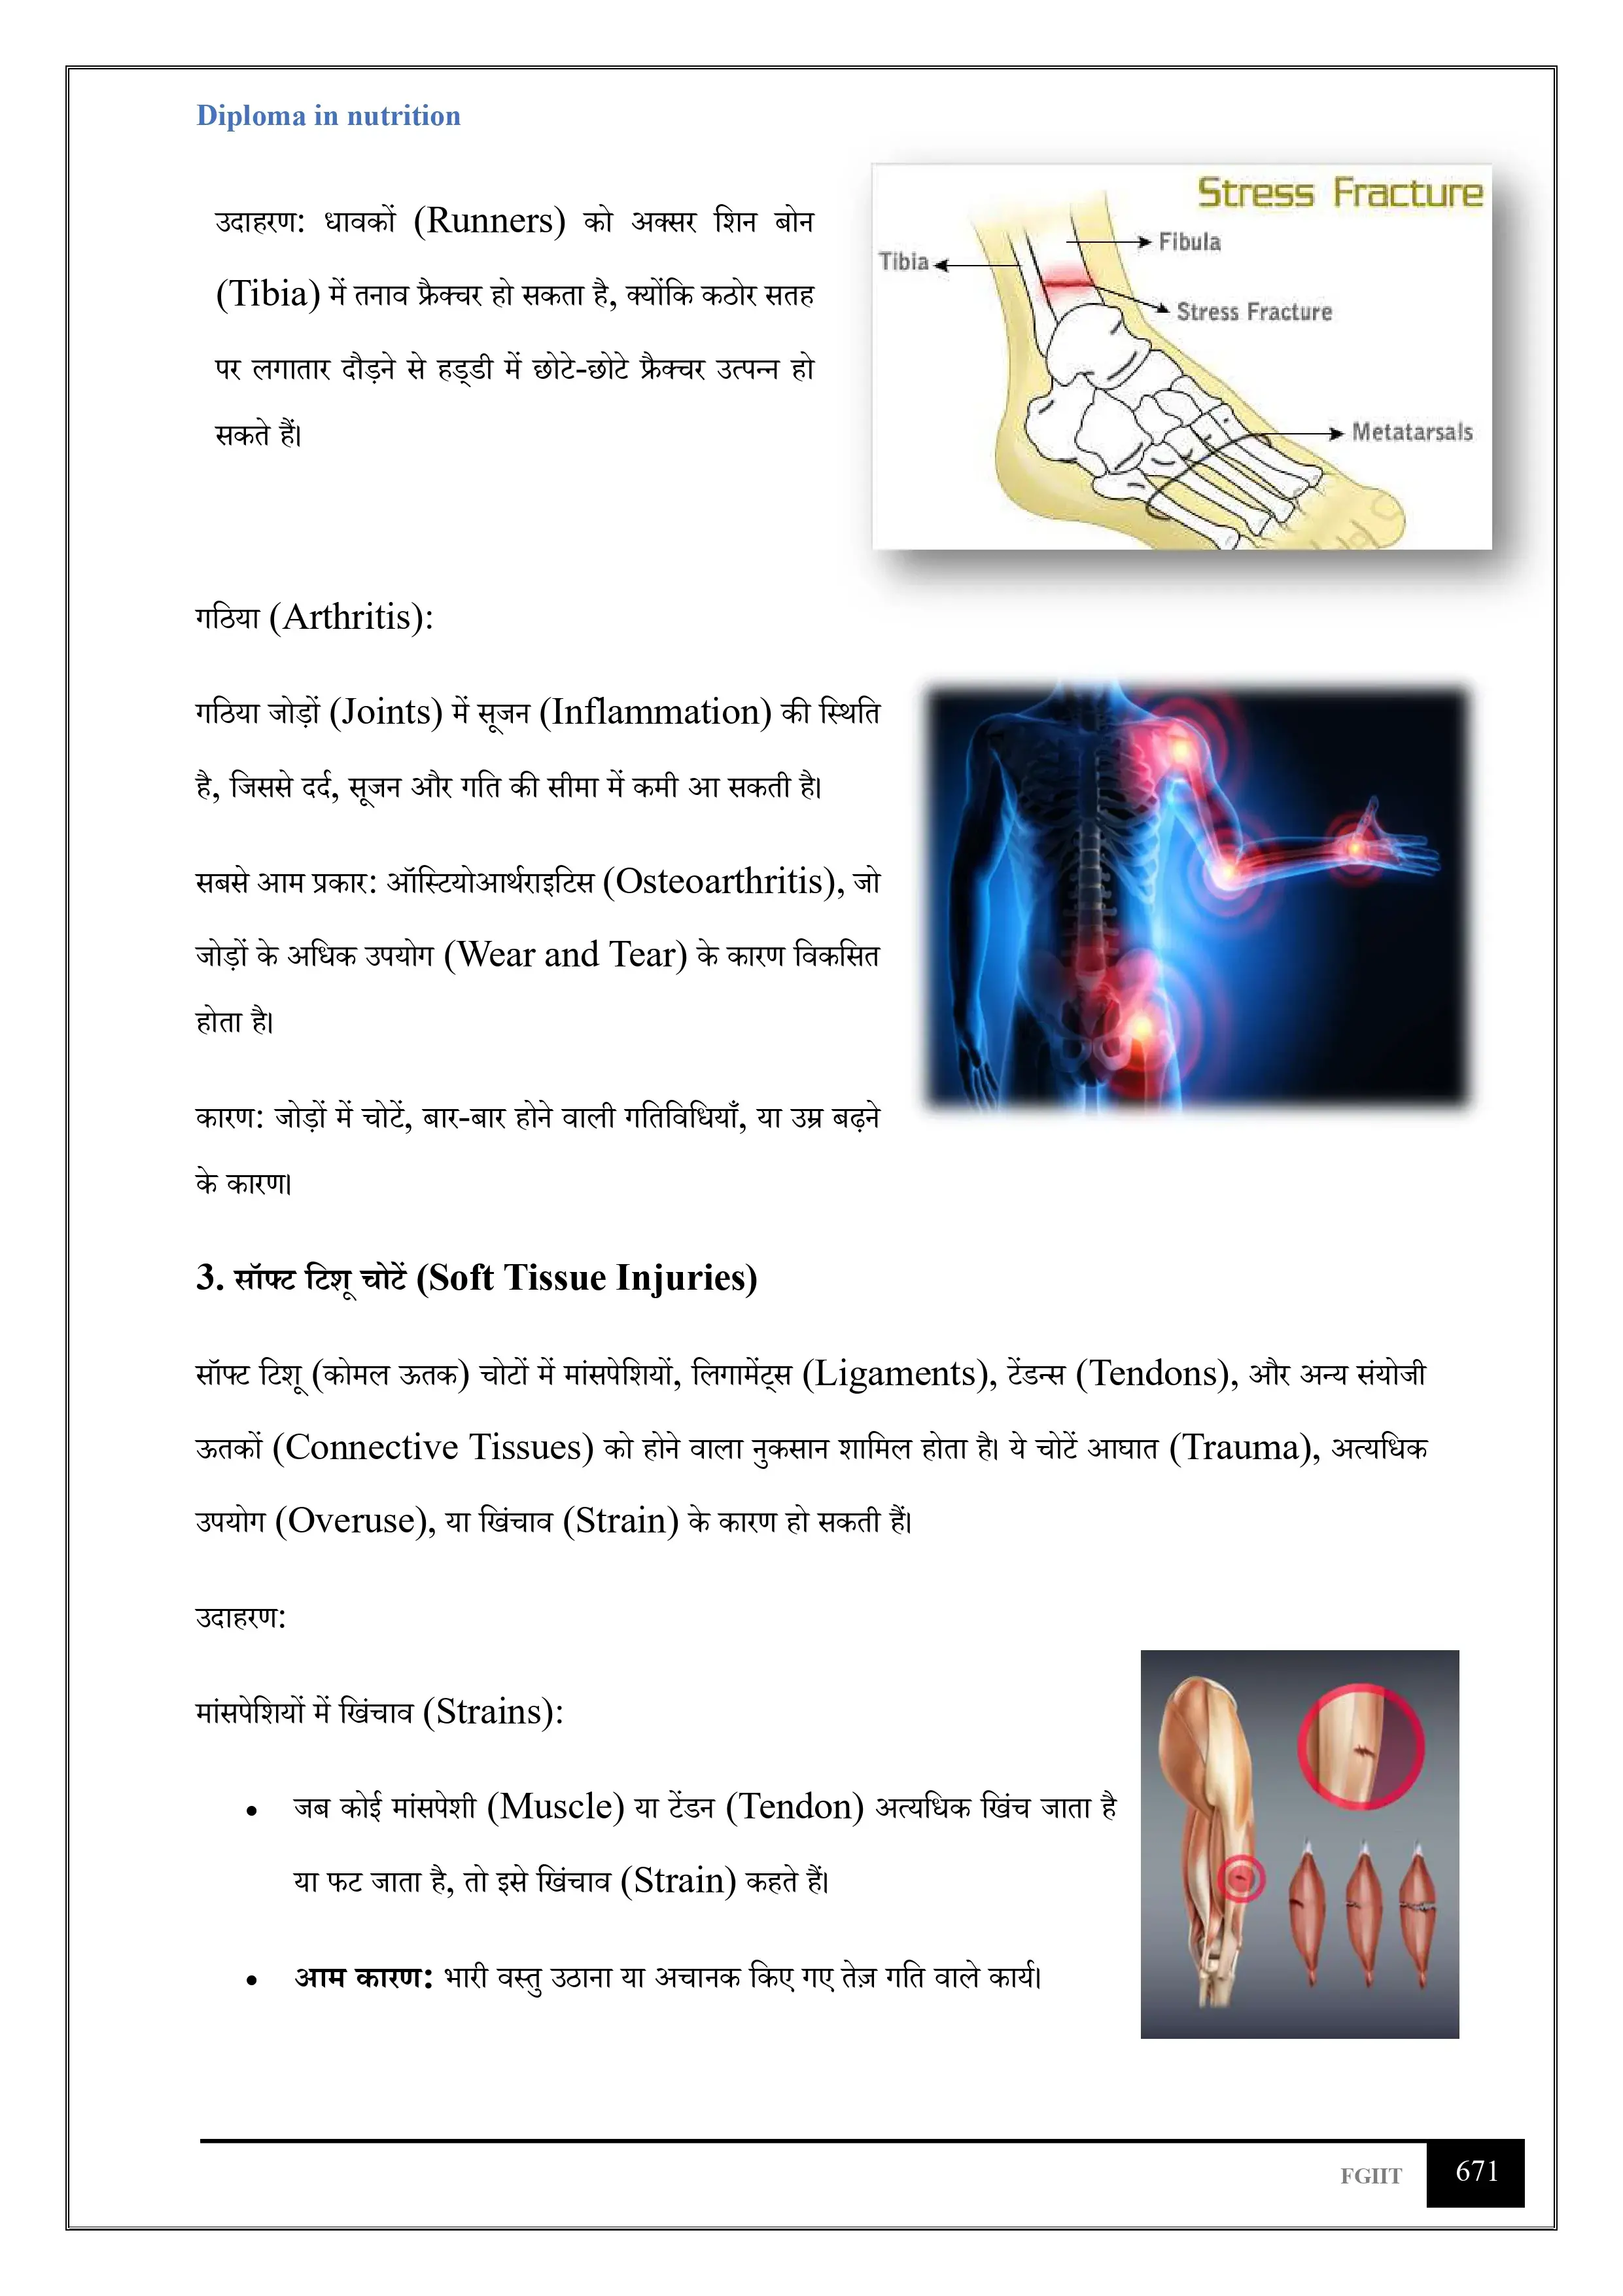 Diploma in nutrition
उदाहरण: धावकों (Runners) को अक्सर शिन बोन
(Tibia) में तनाव फ्रैक्चर हो सकता है, क्योंकि कठोर सतह
पर लगातार दौड़ने से हड्डी में छोटे-छोटे फ्रैक्चर उत्पन्न हो
सकते हैं।
Stress Fracture
Fibula
Tibia
Stress Fracture
Metatarsals
गठिया (Arthritis):
गठिया जोड़ों (Joints) में सूजन (Inflammation) की स्थिति
है, जिससे दर्द, सूजन और गति की सीमा में कमी आ सकती है।
सबसे आम प्रकार: ऑस्टियोआर्थराइटिस (Osteoarthritis), जो
जोड़ों के अधिक उपयोग (Wear and Tear) के कारण विकसित
होता है।
कारण: जोड़ों में चोटें, बार-बार होने वाली गतिविधियाँ, या उम्र बढ़ने
के कारण।
3. सॉफ्ट टिशू चोटें (Soft Tissue Injuries)
सॉफ्ट टिशू (कोमल ऊतक) चोटों में मांसपेशियों, लिगामेंट्स (Ligaments), टेंडन्स (Tendons), और अन्य संयोजी
ऊतकों (Connective Tissues) को होने वाला नुकसान शामिल होता है। ये चोटें आघात (Trauma), अत्यधिक
उपयोग (Overuse), या खिंचाव (Strain) के कारण हो सकती हैं।
उदाहरण:
मांसपेशियों में खिंचाव (Strains):
• जब कोई मांसपेशी (Muscle) या टेंडन (Tendon) अत्यधिक खिंच जाता है
या फट जाता है, तो इसे खिंचाव (Strain) कहते हैं।
• आम कारण: भारी वस्तु उठाना या अचानक किए गए तेज़ गति वाले कार्य।
FGIIT 671